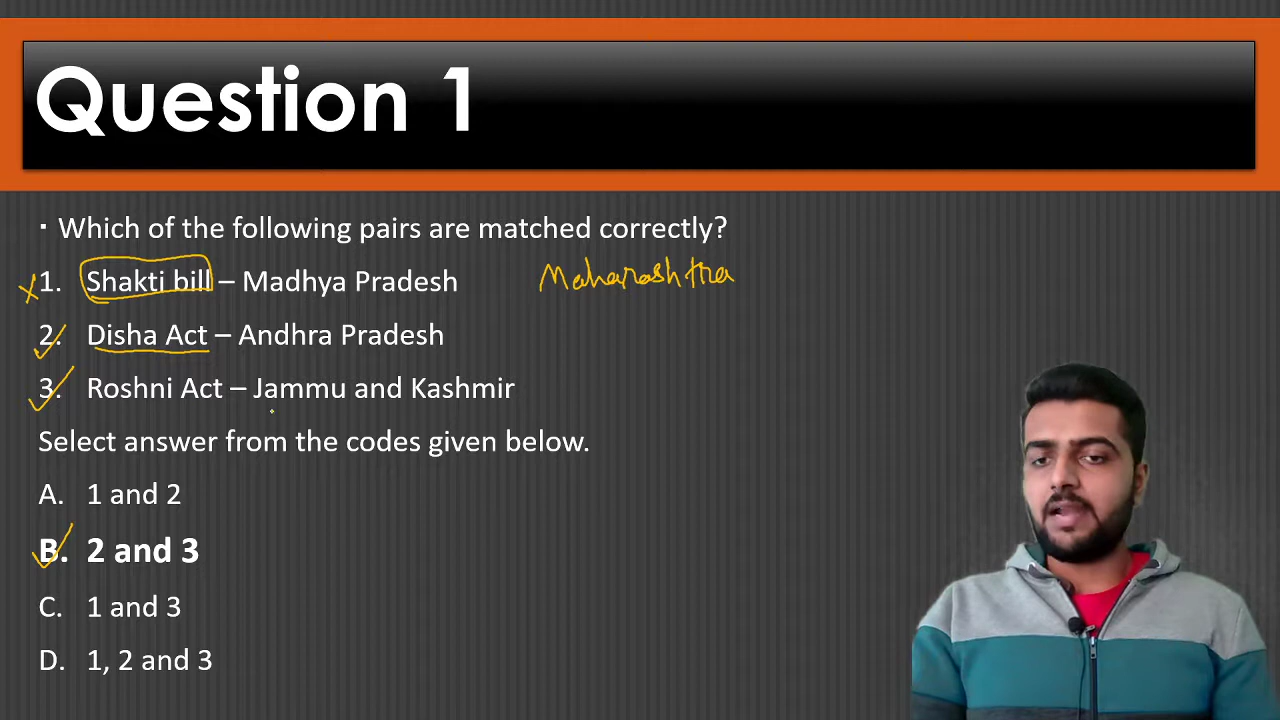 Question 1
· Which of the following pairs are matched correctly?
1. Shakti bill – Madhya Pradesh Maharashtra
2. Disha Act – Andhra Pradesh
3. Roshni Act – Jammu and Kashmir
Select answer from the codes given below.
A. 1 and 2
B. 2 and 3
C. 1 and 3
D. 1, 2 and 3